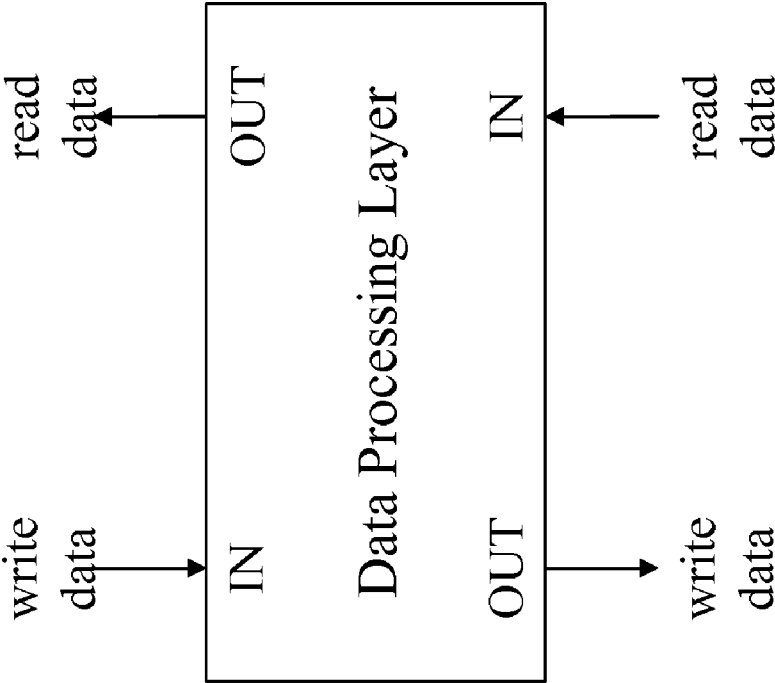 write
data
read
data
IN
OUT
Data Processing Layer
OUT
IN
write
data
read
data